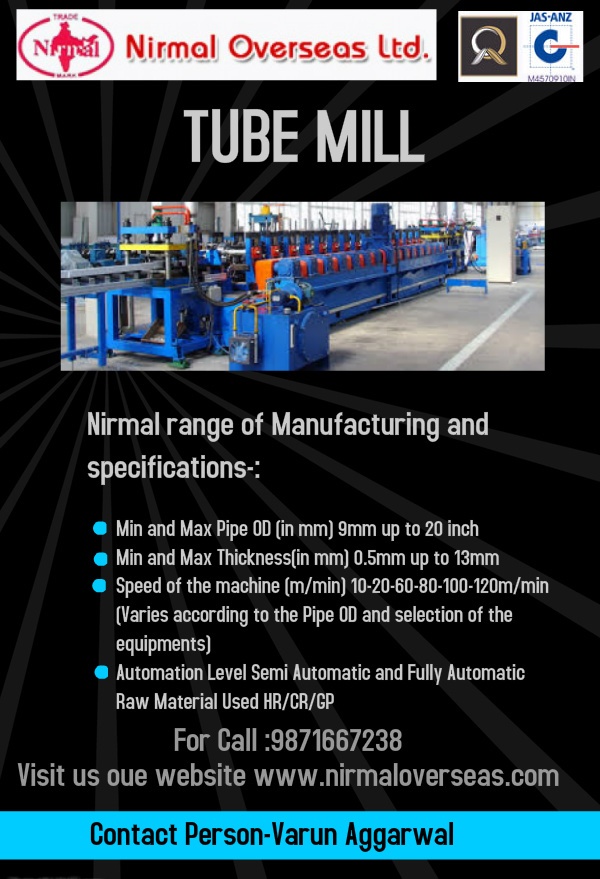 TRADE
Nirmal
MARK
Nirmal Overseas Ltd.
JAS-ANZ
M4570910IN
TUBE MILL
Nirmal range of Manufacturing and
specifications-:
Min and Max Pipe OD (in mm) 9mm up to 20 inch
Min and Max Thickness(in mm) 0.5mm up to 13mm
Speed of the machine (m/min) 10-20-60-80-100-120m/min
(Varies according to the Pipe OD and selection of the
equipments)
Automation Level Semi Automatic and Fully Automatic
Raw Material Used HR/CR/GP
For Call :9871667238
Visit us oue website www.nirmaloverseas.com
Contact Person-Varun Aggarwal